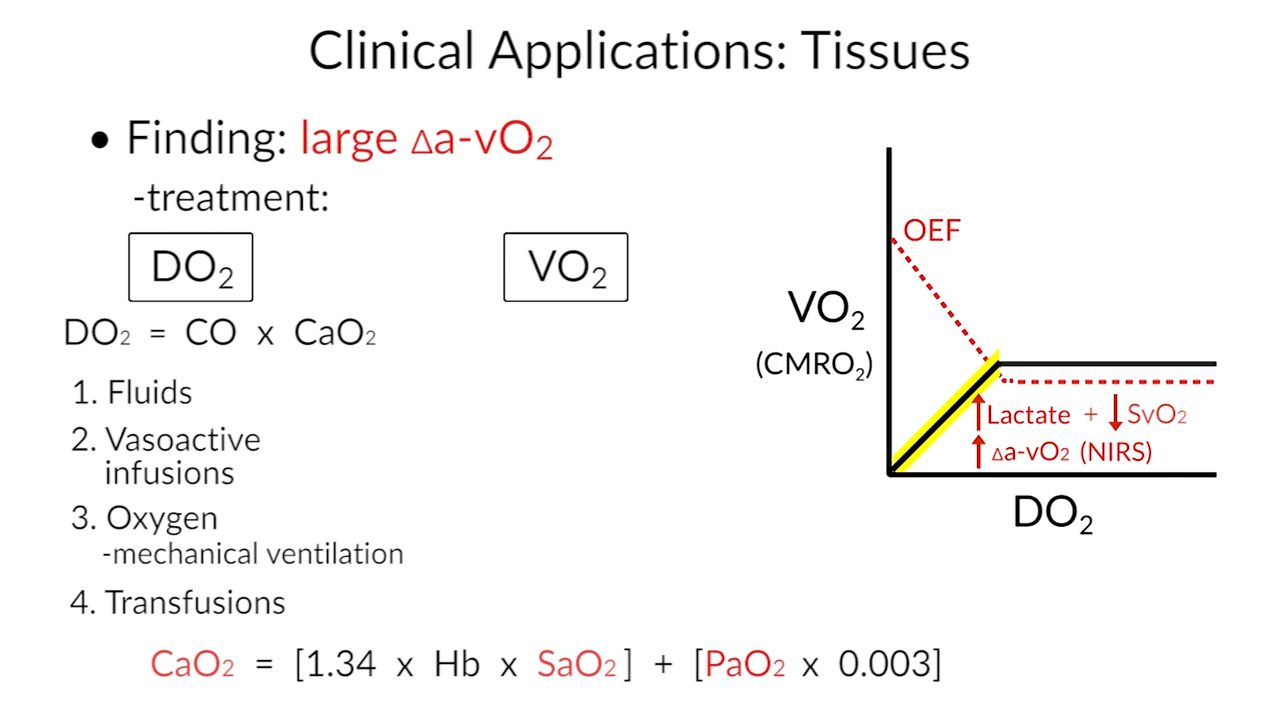 Clinical Applications: Tissues
• Finding: large Δa-vO₂
-treatment:
DO₂
VO₂
DO₂ = CO x CaO₂
1. Fluids
2. Vasoactive
infusions
3. Oxygen
-mechanical ventilation
4. Transfusions
CaO₂ = [1.34 x Hb x SaO₂] + [PaO₂ x 0.003]
OEF
VO₂
(CMRO₂)
↑Lactate + ↓SvO₂
↑Δa-vO₂ (NIRS)
DO₂